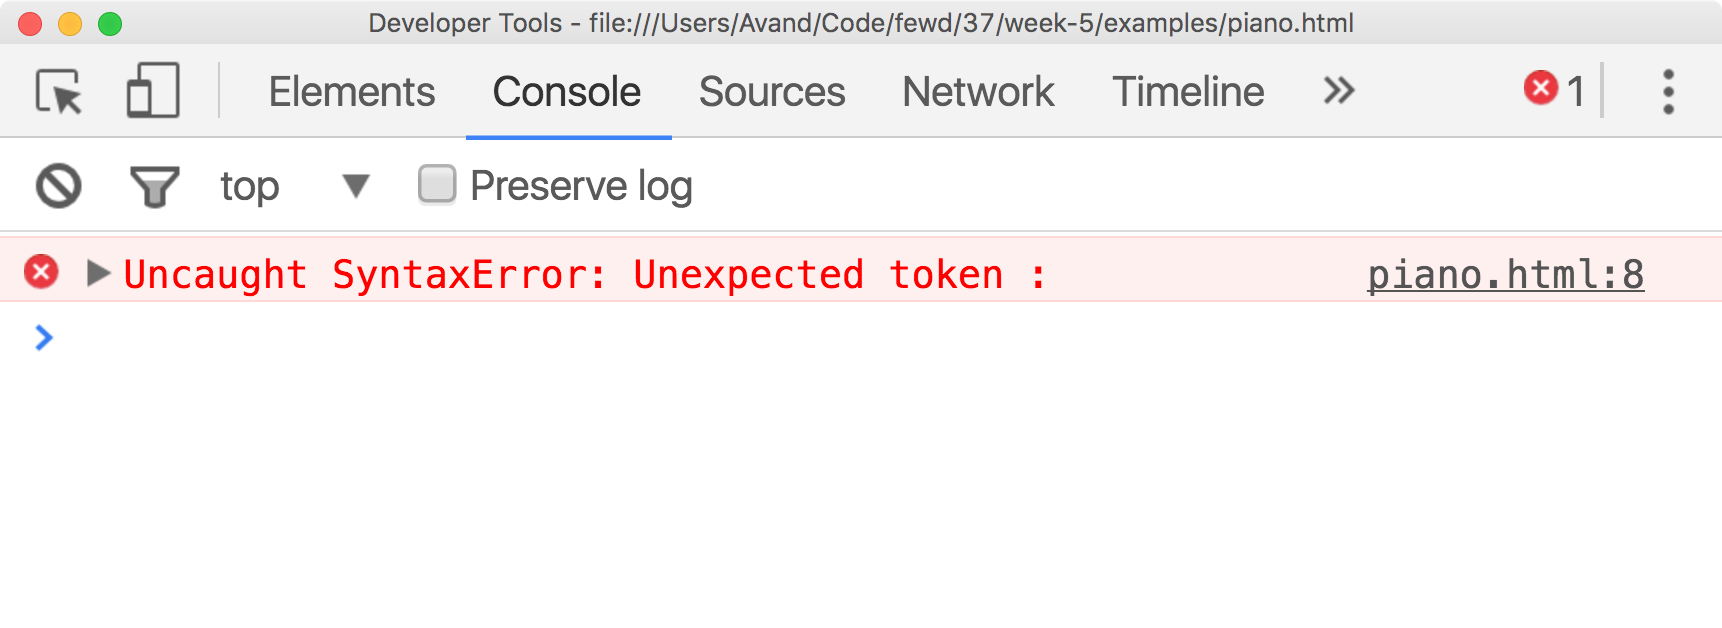 Developer Tools - file:///Users/Avand/Code/fewd/37/week-5/examples/piano.html
Elements Console Sources Network Timeline 1
top Preserve log
Uncaught SyntaxError: Unexpected token : piano.html:8